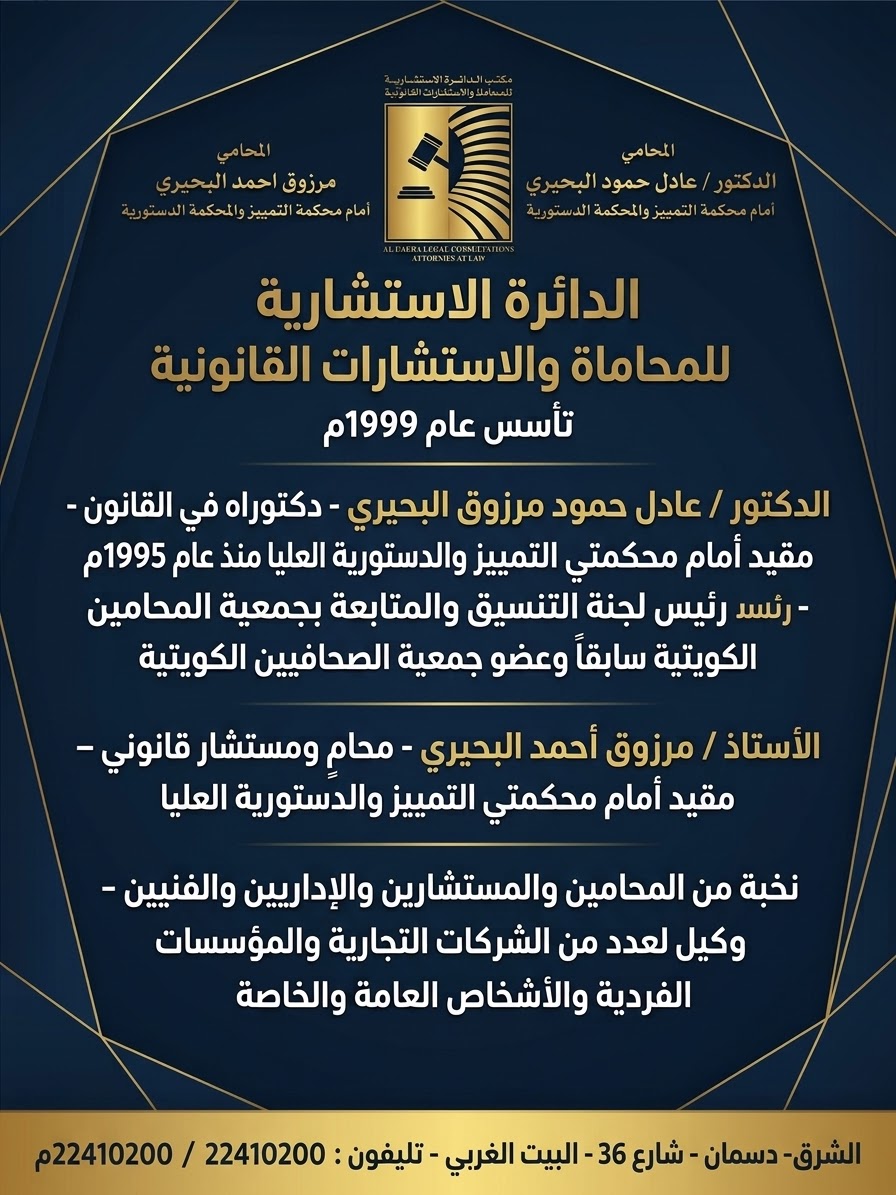 مكتب الدائرة الاستشارية
للمحاماة والاستشارات القانونية
AL DAERA LEGAL CONSULTATIONS
ATTORNEYS AT LAW
المحامي
الدكتور / عادل حمود البحيري
أمام محكمة التمييز والمحكمة الدستورية
المحامي
مرزوق احمد البحيري
أمام محكمة التمييز والمحكمة الدستورية
الدائرة الاستشارية
للمحاماة والاستشارات القانونية
تأسس عام 1999م
الدكتور / عادل حمود مرزوق البحيري - دكتوراه في القانون -
مقيد أمام محكمتي التمييز والدستورية العليا منذ عام 1995م
- رئسد رئيس لجنة التنسيق والمتابعة بجمعية المحامين
الكويتية سابقاً وعضو جمعية الصحافيين الكويتية
الأستاذ / مرزوق أحمد البحيري - محامٍ ومستشار قانوني –
مقيد أمام محكمتي التمييز والدستورية العليا
نخبة من المحامين والمستشارين والإداريين والفنيين –
وكيل لعدد من الشركات التجارية والمؤسسات
الفردية والأشخاص العامة والخاصة
الشرق- دسمان - شارع 36 - البيت الغربي - تليفون : 22410200 / 22410200م